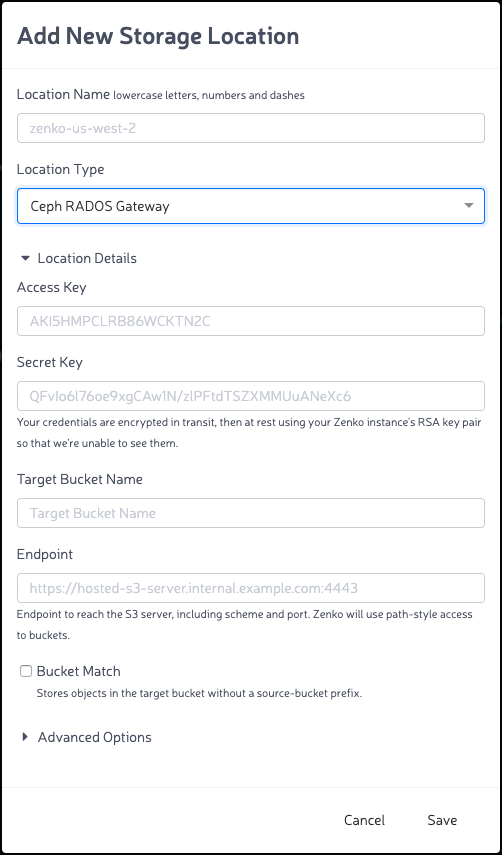 Add New Storage Location
Location Name lowercase letters, numbers and dashes
zenko-us-west-2
Location Type
Ceph RADOS Gateway
Location Details
Access Key
AKI5HMPCLRB86WCKTN2C
Secret Key
QFvIo6l76oe9xgCAw1N/zlPFtdTSZXMMUuANeXc6
Your credentials are encrypted in transit, then at rest using your Zenko instance's RSA key pair
so that we're unable to see them.
Target Bucket Name
Target Bucket Name
Endpoint
https://hosted-s3-server.internal.example.com:4443
Endpoint to reach the S3 server, including scheme and port. Zenko will use path-style access
to buckets.
Bucket Match
Stores objects in the target bucket without a source-bucket prefix.
Advanced Options
Cancel Save